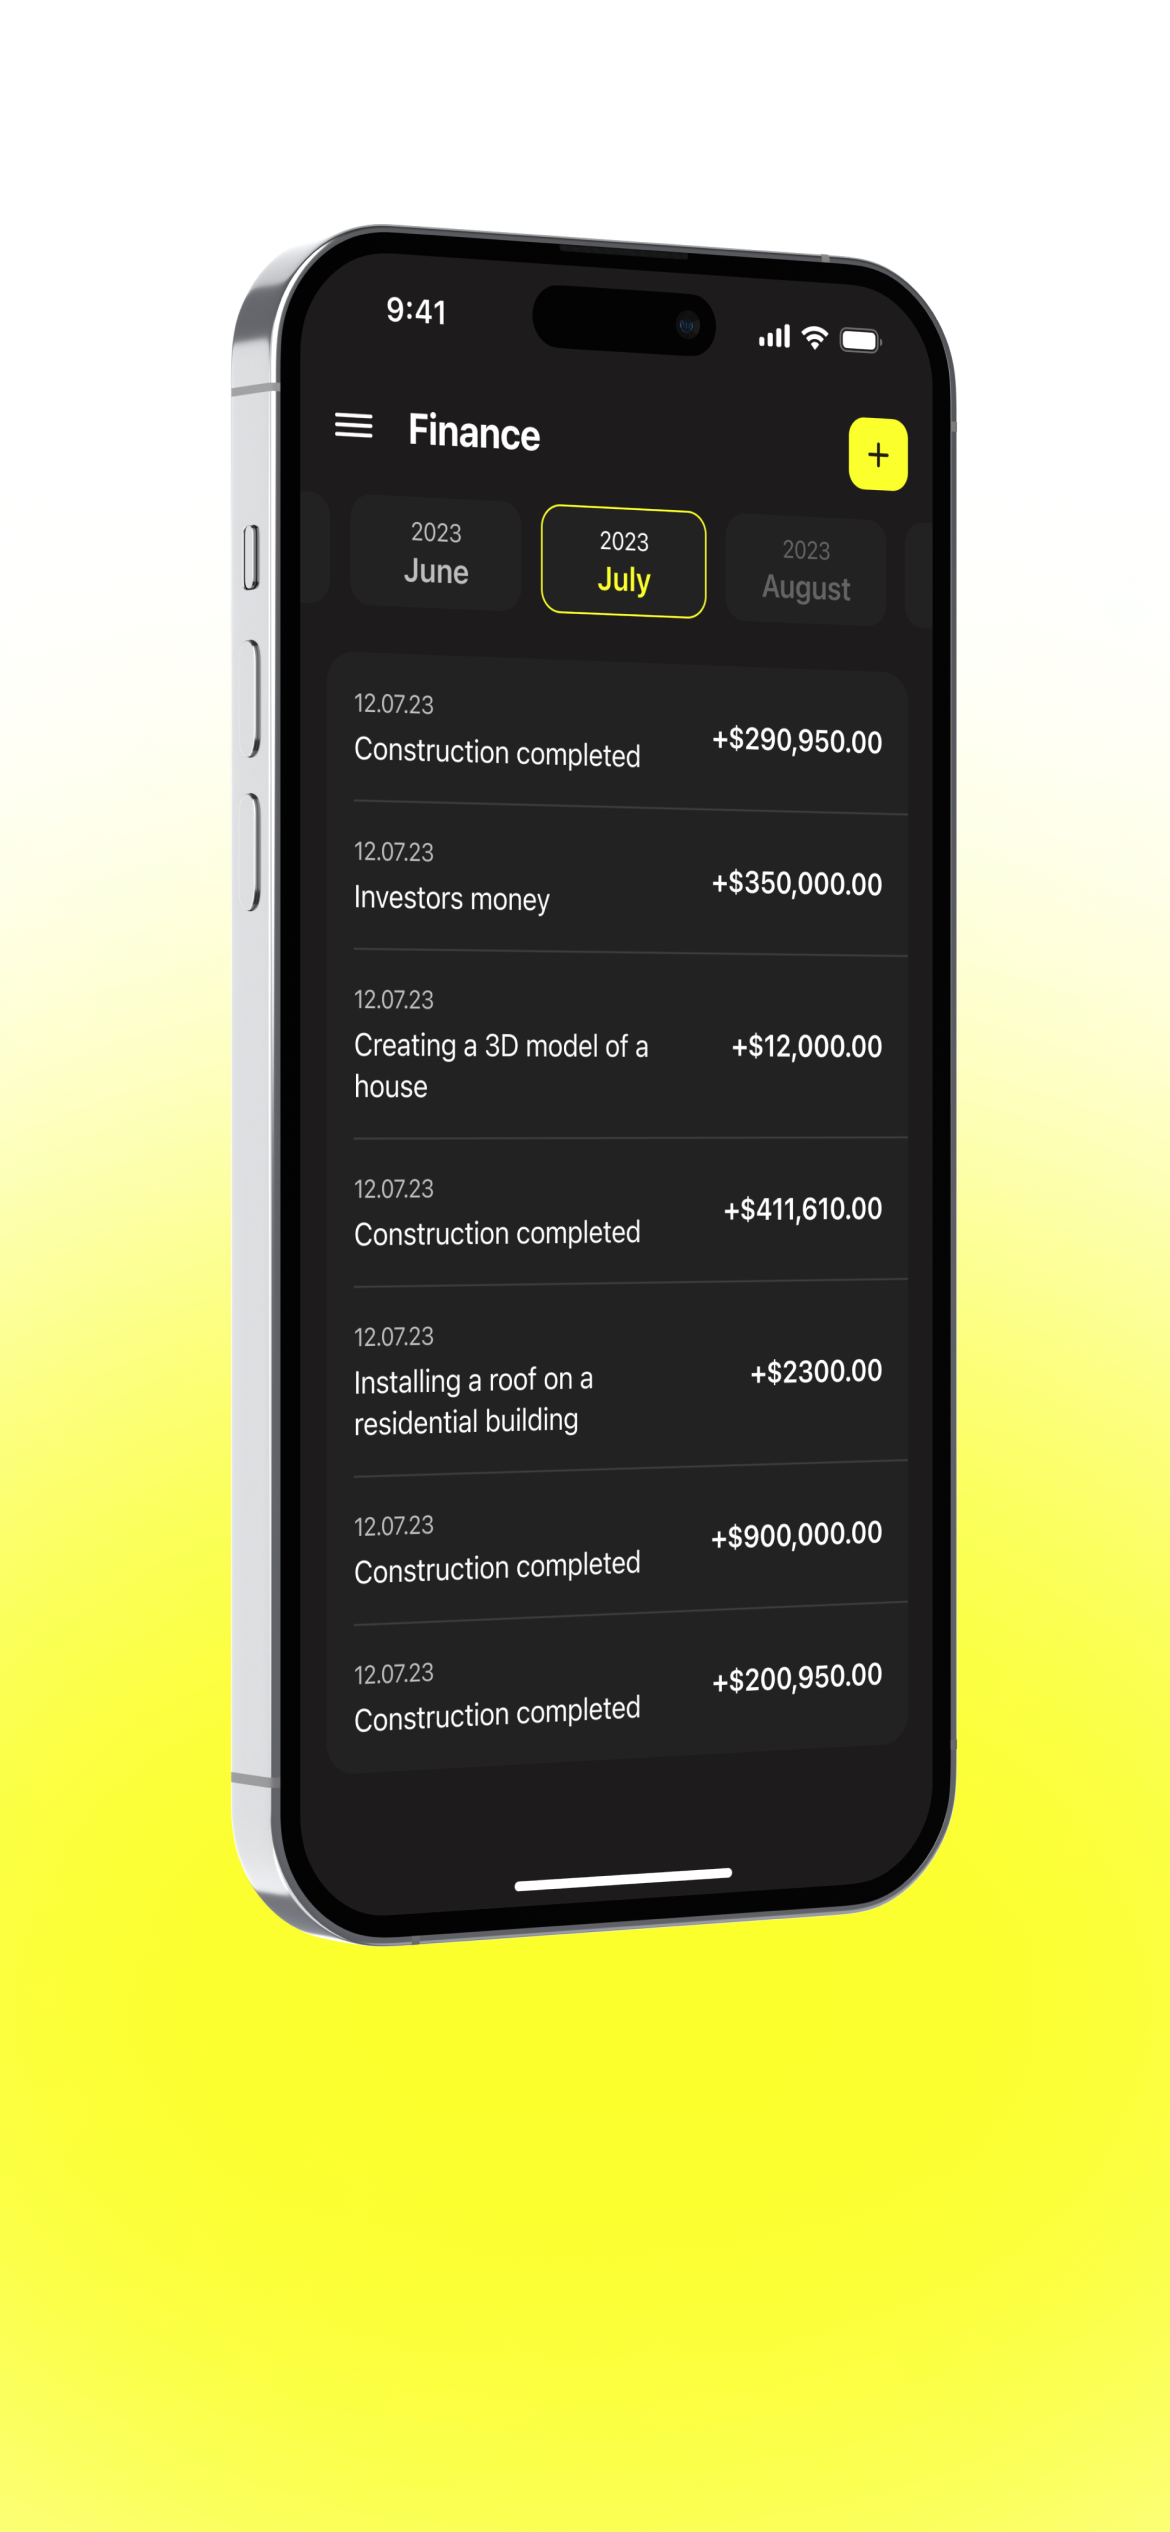 9:41
Finance
+
2023
June
2023
July
2023
August
12.07.23
Construction completed
+$290,950.00
12.07.23
Investors money
+$350,000.00
12.07.23
Creating a 3D model of a
house
+$12,000.00
12.07.23
Construction completed
+$411,610.00
12.07.23
Installing a roof on a
residential building
+$2300.00
12.07.23
Construction completed
+$900,000.00
12.07.23
Construction completed
+$200,950.00